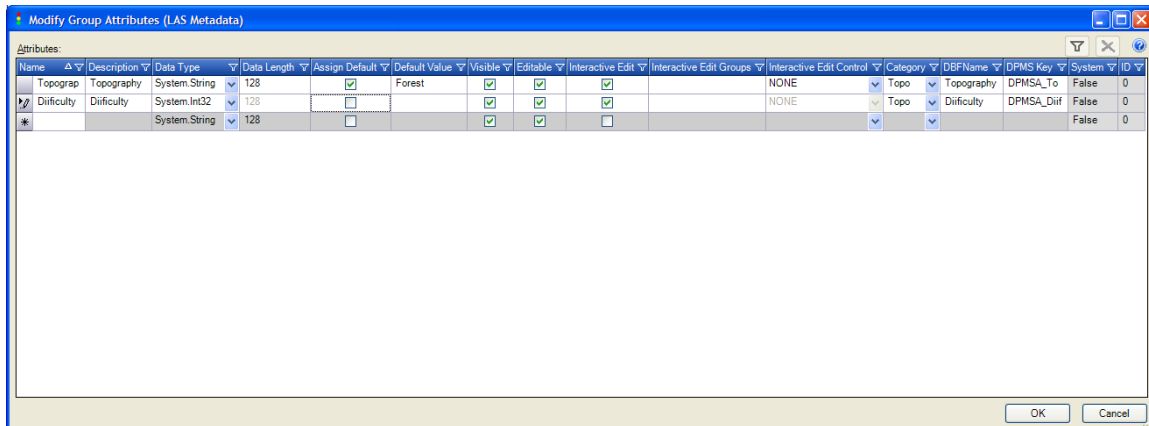 Modify Group Attributes (LAS Metadata)
Attributes:
Name Description Data Type Data Length Assign Default Default Value Visible Editable Interactive Edit Interactive Edit Groups Interactive Edit Control Category DBFName DPMS Key System ID
Topograp Topography System.String 128 Forest NONE Topo Topography DPMSA_To False 0
Diificulty Diificulty System.Int32 128 NONE Topo Diificulty DPMSA_Diif False 0
System.String 128 False 0
OK Cancel